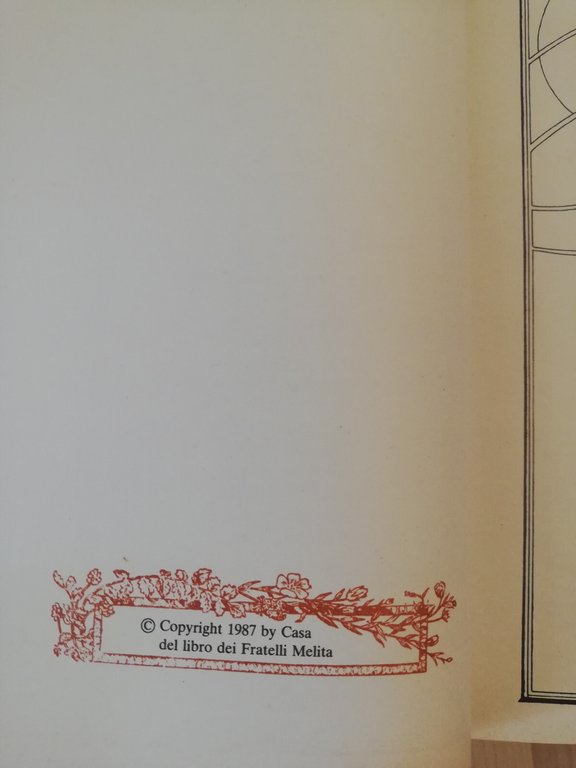 © Copyright 1987 by Casa
del libro dei Fratelli Melita